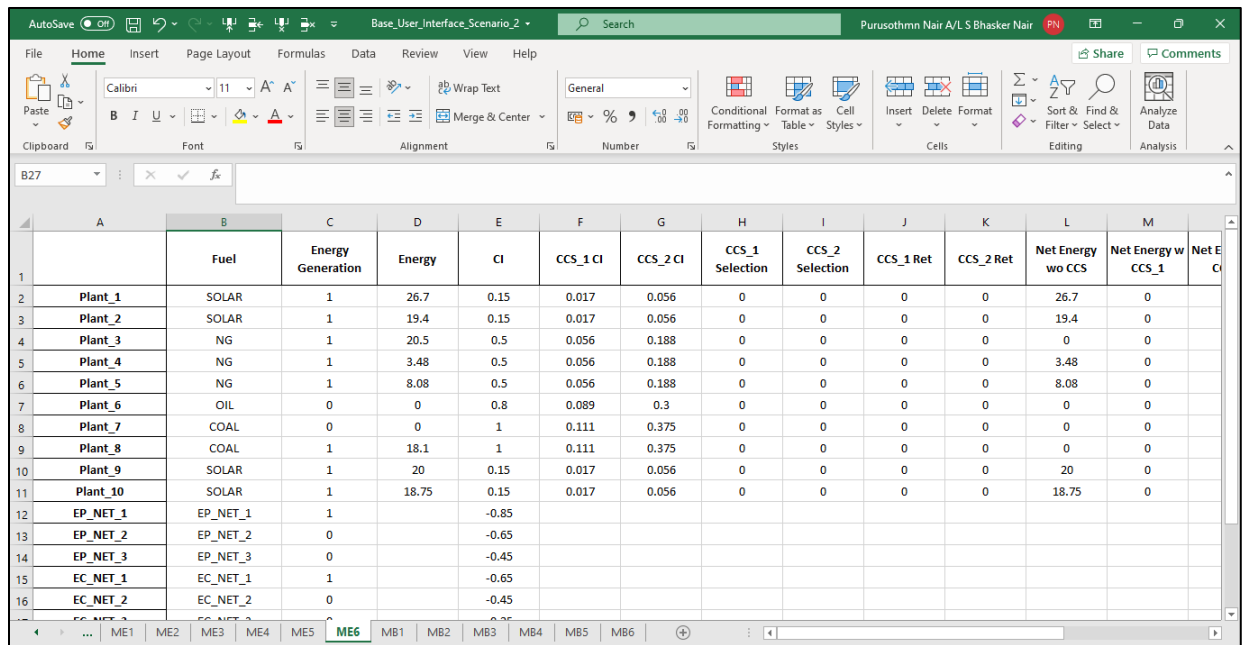 AutoSave Off Base_User_Interface_Scenario_2 Search Purusothmn Nair A/L S Bhasker Nair PN
File Home Insert Page Layout Formulas Data Review View Help Share Comments
Paste Calibri 11 A A Wrap Text General Conditional Formatting Format as Table Cell Styles Insert Delete Format Sort & Filter Find & Select Analyze Data
B I U A Merge & Center % 9
Clipboard Font Alignment Number Styles Cells Editing Analysis
B27 fx
A B C D E F G H I J K L M
1 Fuel Energy Generation Energy CI CCS_1 CI CCS_2 CI CCS_1 Selection CCS_2 Selection CCS_1 Ret CCS_2 Ret Net Energy wo CCS Net Energy w CCS_1 Net E
2 Plant_1 SOLAR 1 26.7 0.15 0.017 0.056 0 0 0 0 26.7 0
3 Plant_2 SOLAR 1 19.4 0.15 0.017 0.056 0 0 0 0 19.4 0
4 Plant_3 NG 1 20.5 0.5 0.056 0.188 0 0 0 0 0 0
5 Plant_4 NG 1 3.48 0.5 0.056 0.188 0 0 0 0 3.48 0
6 Plant_5 NG 1 8.08 0.5 0.056 0.188 0 0 0 0 8.08 0
7 Plant_6 OIL 0 0 0.8 0.089 0.3 0 0 0 0 0 0
8 Plant_7 COAL 0 0 1 0.111 0.375 0 0 0 0 0 0
9 Plant_8 COAL 1 18.1 1 0.111 0.375 0 0 0 0 0 0
10 Plant_9 SOLAR 1 20 0.15 0.017 0.056 0 0 0 0 20 0
11 Plant_10 SOLAR 1 18.75 0.15 0.017 0.056 0 0 0 0 18.75 0
12 EP_NET_1 EP_NET_1 1 -0.85
13 EP_NET_2 EP_NET_2 0 -0.65
14 EP_NET_3 EP_NET_3 0 -0.45
15 EC_NET_1 EC_NET_1 1 -0.65
16 EC_NET_2 EC_NET_2 0 -0.45
... ME1 ME2 ME3 ME4 ME5 ME6 MB1 MB2 MB3 MB4 MB5 MB6